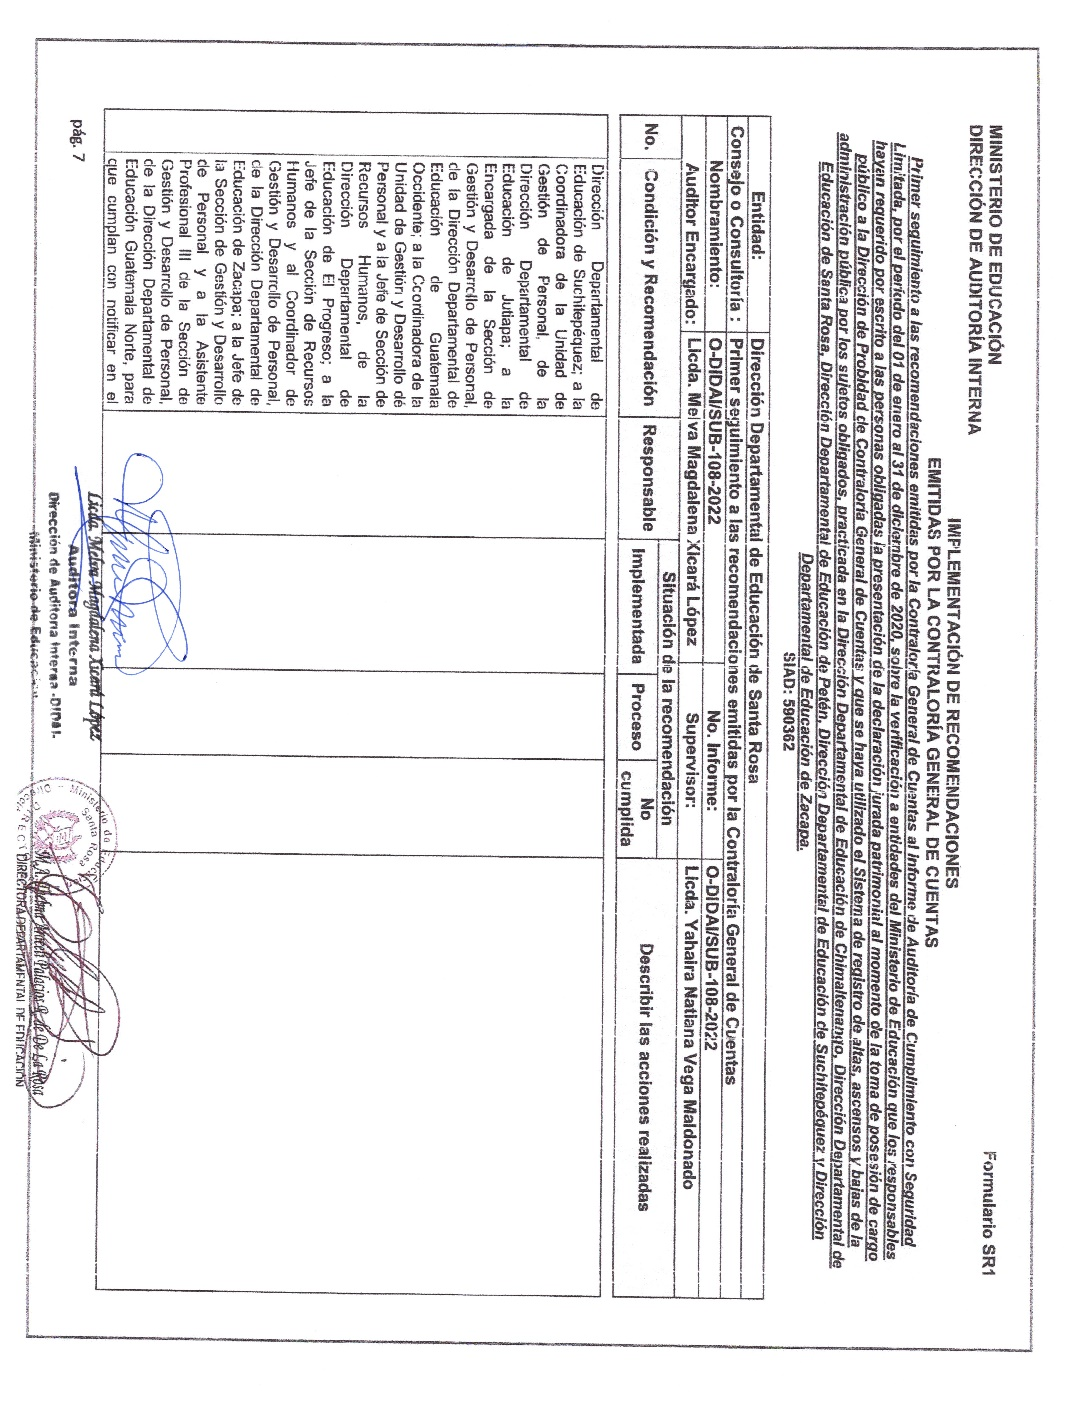 MINISTERIO DE EDUCACIÓN
DIRECCIÓN DE AUDITORÍA INTERNA
Formulario SR1
IMPLEMENTACIÓN DE RECOMENDACIONES
EMITIDAS POR LA CONTRALORÍA GENERAL DE CUENTAS
Primer seguimiento a las recomendaciones emitidas por la Contraloría General de Cuentas al Informe de Auditoría de Cumplimiento con Seguridad
Limitada, por el período del 01 de enero al 31 de diciembre de 2020, sobre la verificación a entidades del Ministerio de Educación que los responsables
hayan requerido por escrito a las personas obligadas la presentación de la declaración jurada patrimonial al momento de la toma de posesión de cargo
público a la Dirección de Probidad de Contraloría General de Cuentas y que se haya utilizado el Sistema de registro de altas, ascensos y bajas de la
administración pública por los sujetos obligados, practicada en la Dirección Departamental de Educación de Chimaltenango, Dirección Departamental de
Educación de Santa Rosa, Dirección Departamental de Educación de Petén, Dirección Departamental de Educación de Suchitepéquez y Dirección
Departamental de Educación de Zacapa.
SIAD: 590362
Entidad: Dirección Departamental de Educación de Santa Rosa
Consejo o Consultoría : Primer seguimiento a las recomendaciones emitidas por la Contraloría General de Cuentas
Nombramiento: O-DIDAI/SUB-108-2022 No. Informe: O-DIDAI/SUB-108-2022
Auditor Encargado: Licda. Melva Magdalena Xicará López Supervisor: Licda. Yahaira Natiana Vega Maldonado
No. Condición y Recomendación Responsable Situación de la recomendación Describir las acciones realizadas
Implementada Proceso No cumplida
Dirección Departamental de
Educación de Suchitepéquez; a la
Coordinadora de la Unidad de
Gestión de Personal, de la
Dirección Departamental de
Educación de Jutiapa; a la
Encargada de la Sección de
Gestión y Desarrollo de Personal,
de la Dirección Departamental de
Educación de Guatemala
Occidente; a la Coordinadora de la
Unidad de Gestión y Desarrollo de
Personal y a la Jefe de Sección de
Recursos Humanos, de la
Dirección Departamental de
Educación de El Progreso; a la
Jefe de la Sección de Recursos
Humanos y al Coordinador de
Gestión y Desarrollo de Personal,
de la Dirección Departamental de
Educación de Zacapa; a la Jefe de
la Sección de Gestión y Desarrollo
de Personal y a la Asistente
Profesional III de la Sección de
Gestión y Desarrollo de Personal,
de la Dirección Departamental de
Educación Guatemala Norte, para
que cumplan con notificar en el
Licda. Melva Magdalena Xicará López
Auditora Interna
Dirección de Auditora Interga -DIDAI-
Ministerio de Educación
Ministerio de Educ
Santa Rosa
De La Rosa
DIRECTORA DEPARTAMENTAL DE EDUCACIÓN
pág. 7